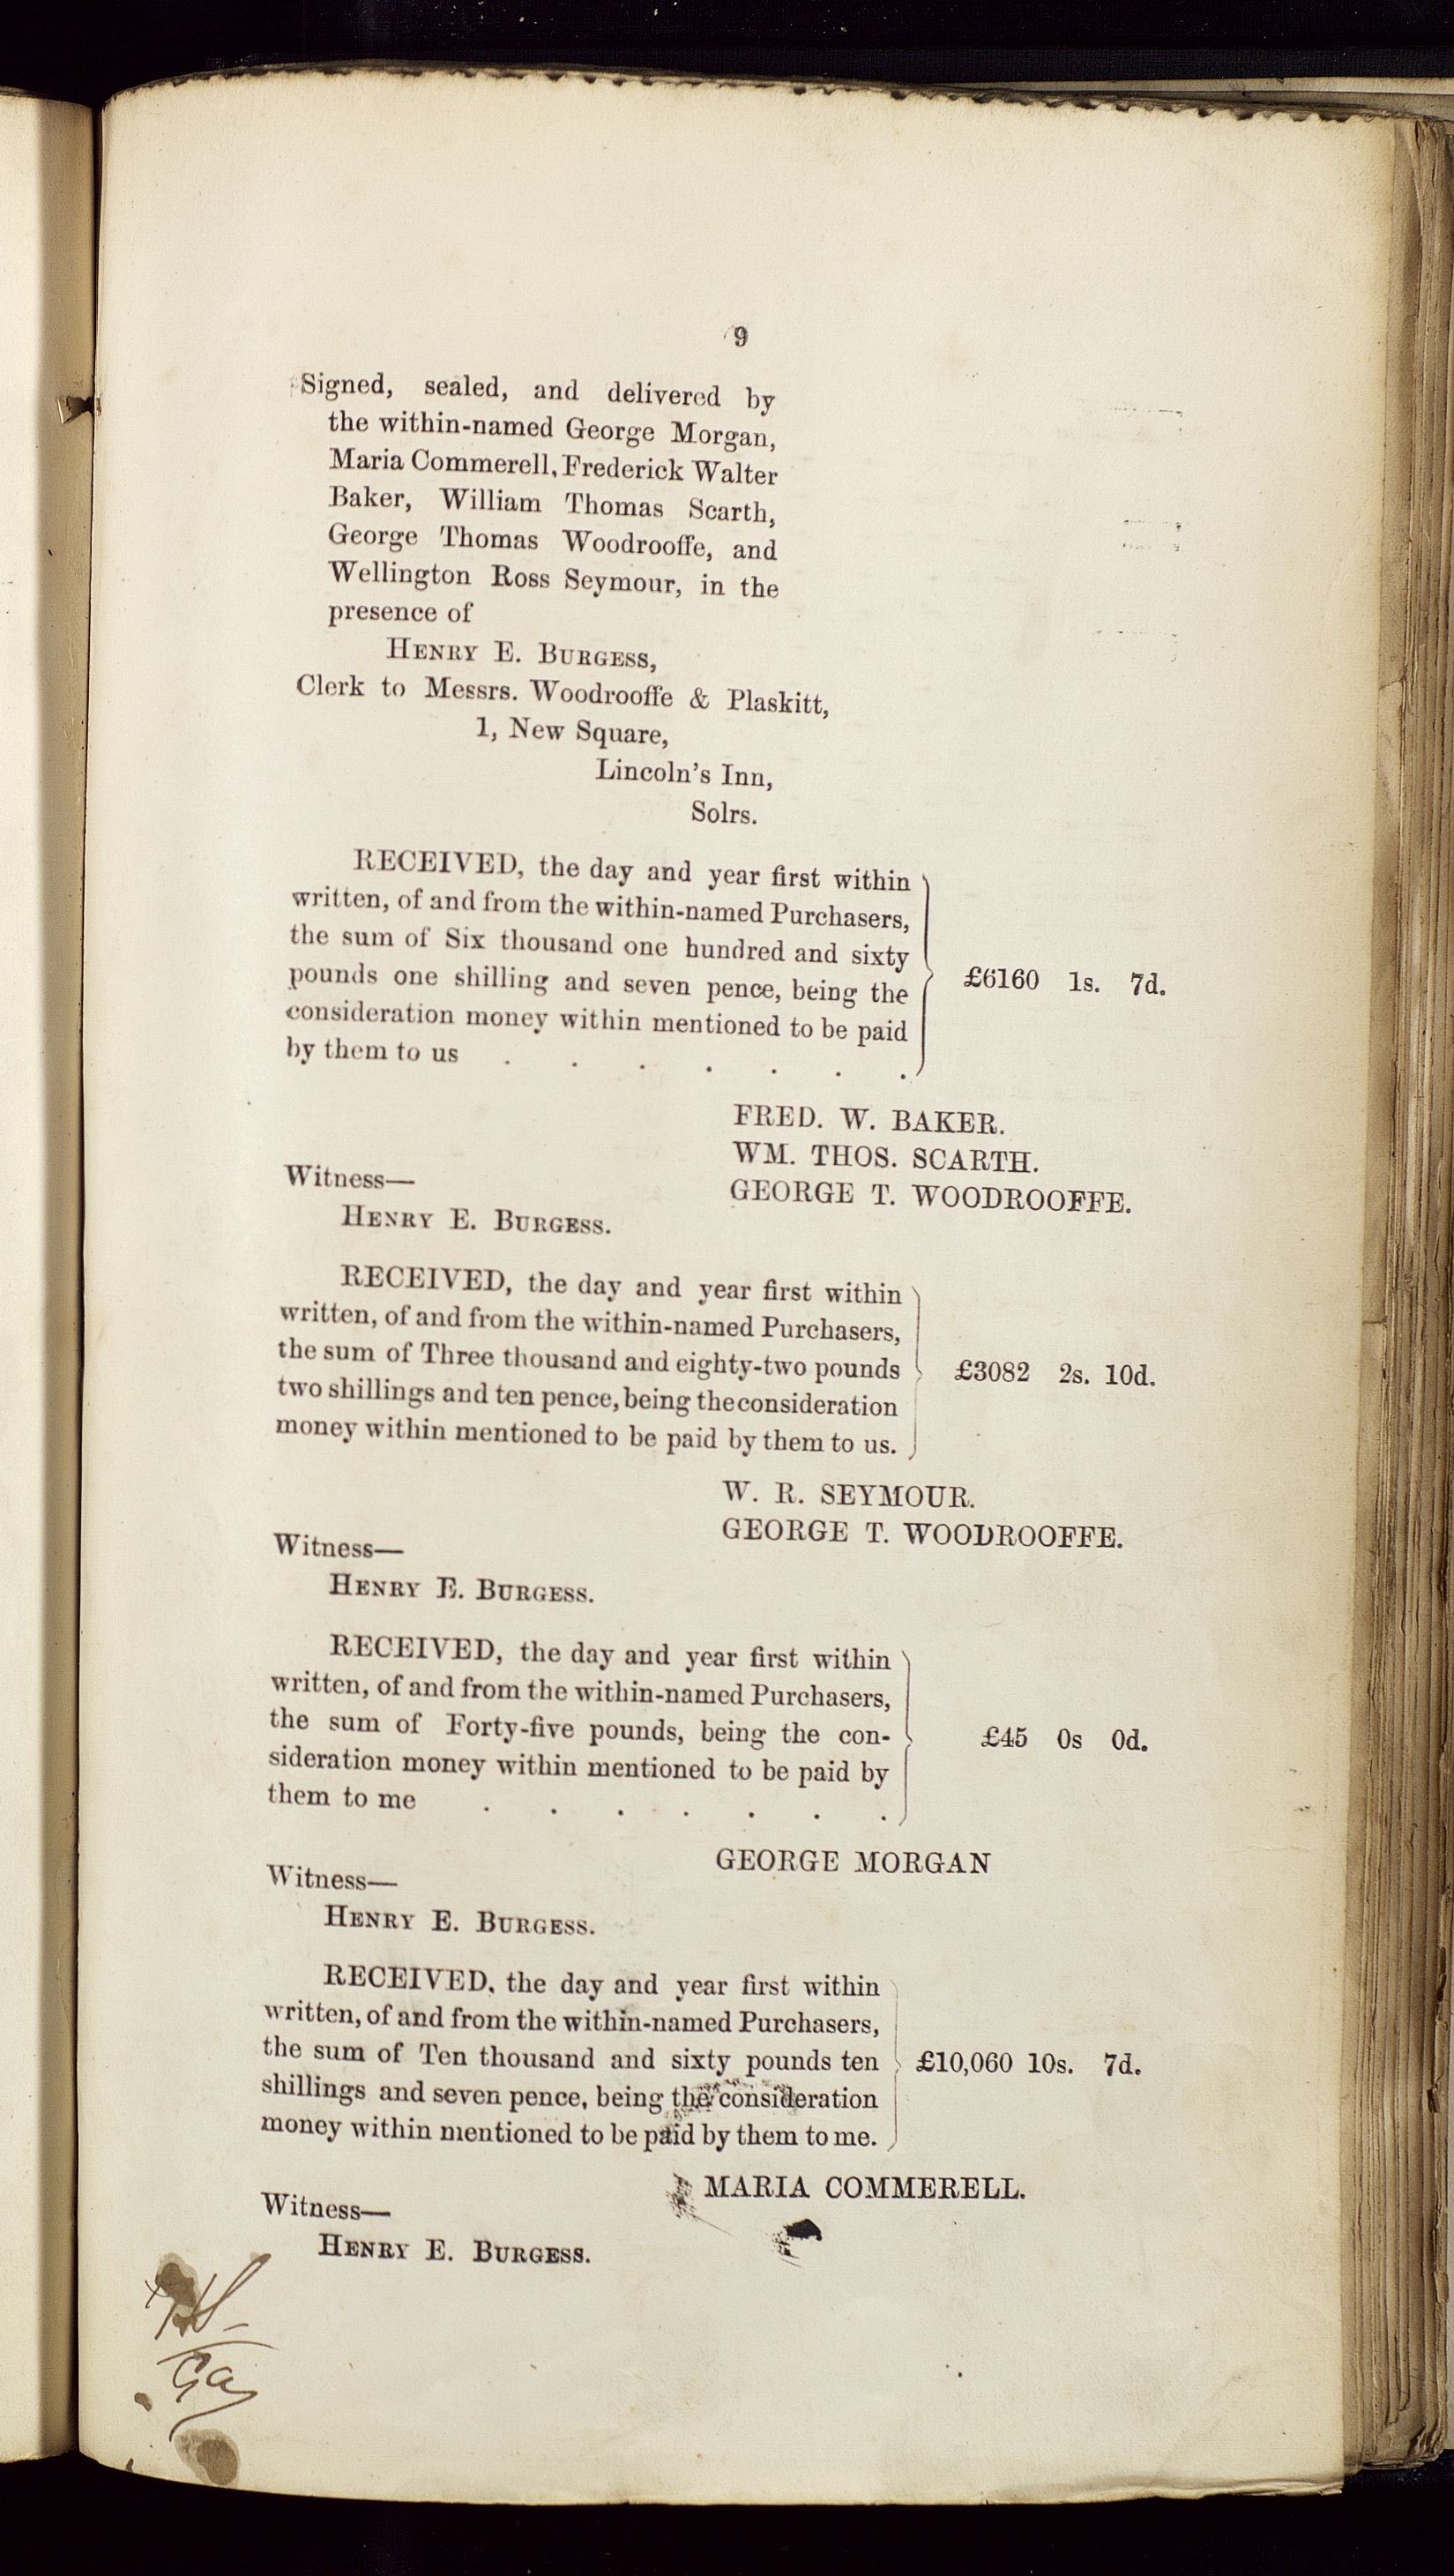 9
Signed, sealed, and delivered by
the within-named George Morgan,
Maria Commerell, Frederick Walter
Baker, William Thomas Scarth,
George Thomas Woodrooffe, and
Wellington Ross Seymour, in the
presence of
HENRY E. BURGESS,
Clerk to Messrs. Woodrooffe & Plaskitt,
1, New Square,
Lincoln's Inn,
Solrs.
RECEIVED, the day and year first within
written, of and from the within-named Purchasers,
the sum of Six thousand one hundred and sixty
pounds one shilling and seven pence, being the
consideration money within mentioned to be paid
by them to us . . . . . . .
£6160 1s. 7d.
FRED. W. BAKER.
WM. THOS. SCARTH.
GEORGE T. WOODROOFFE.
Witness—
HENRY E. BURGESS.
RECEIVED, the day and year first within
written, of and from the within-named Purchasers,
the sum of Three thousand and eighty-two pounds
two shillings and ten pence, being the consideration
money within mentioned to be paid by them to us.
£3082 2s. 10d.
W. R. SEYMOUR.
GEORGE T. WOODROOFFE.
Witness—
HENRY E. BURGESS.
RECEIVED, the day and year first within
written, of and from the within-named Purchasers,
the sum of Forty-five pounds, being the con-
sideration money within mentioned to be paid by
them to me . . . . . . .
£45 0s 0d.
GEORGE MORGAN
Witness—
HENRY E. BURGESS.
RECEIVED, the day and year first within
written, of and from the within-named Purchasers,
the sum of Ten thousand and sixty pounds ten
shillings and seven pence, being the consideration
money within mentioned to be paid by them to me.
£10,060 10s. 7d.
MARIA COMMERELL.
Witness—
HENRY E. BURGESS.